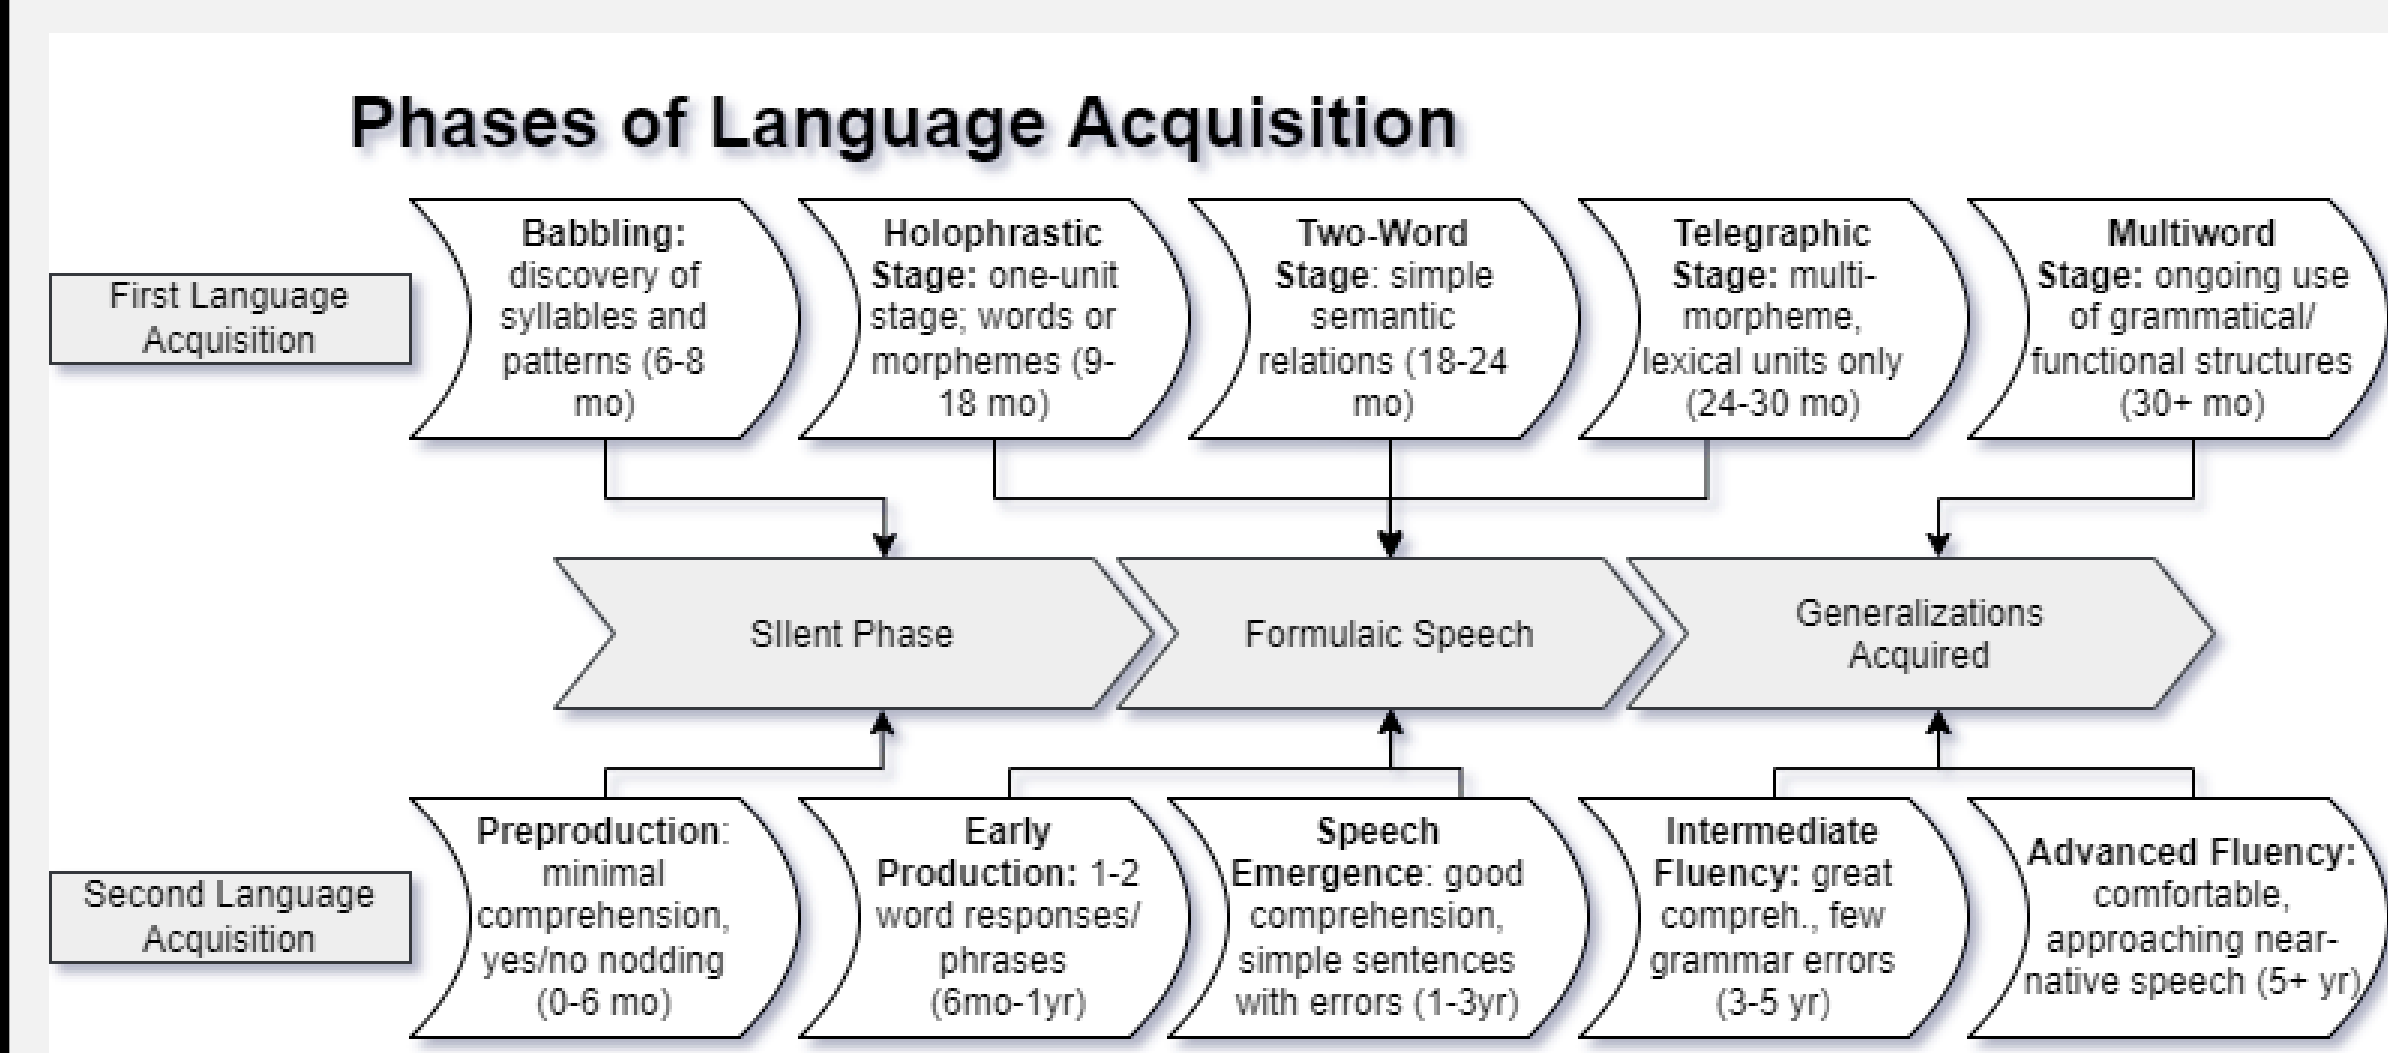 Phases of Language Acquisition
First Language
Acquisition
Babbling:
discovery of
syllables and
patterns (6-8
mo)
Holophrastic
Stage: one-unit
stage; words or
morphemes (9-
18 mo)
Two-Word
Stage: simple
semantic
relations (18-24
mo)
Telegraphic
Stage: multi-
morpheme,
lexical units only
(24-30 mo)
Multiword
Stage: ongoing use
of grammatical/
functional structures
(30+ mo)
SIlent Phase
Formulaic Speech
Generalizations
Acquired
Second Language
Acquisition
Preproduction:
minimal
comprehension,
yes/no nodding
(0-6 mo)
Early
Production: 1-2
word responses/
phrases
(6mo-1yr)
Speech
Emergence: good
comprehension,
simple sentences
with errors (1-3yr)
Intermediate
Fluency: great
compreh., few
grammar errors
(3-5 yr)
Advanced Fluency:
comfortable,
approaching near-
native speech (5+ yr)